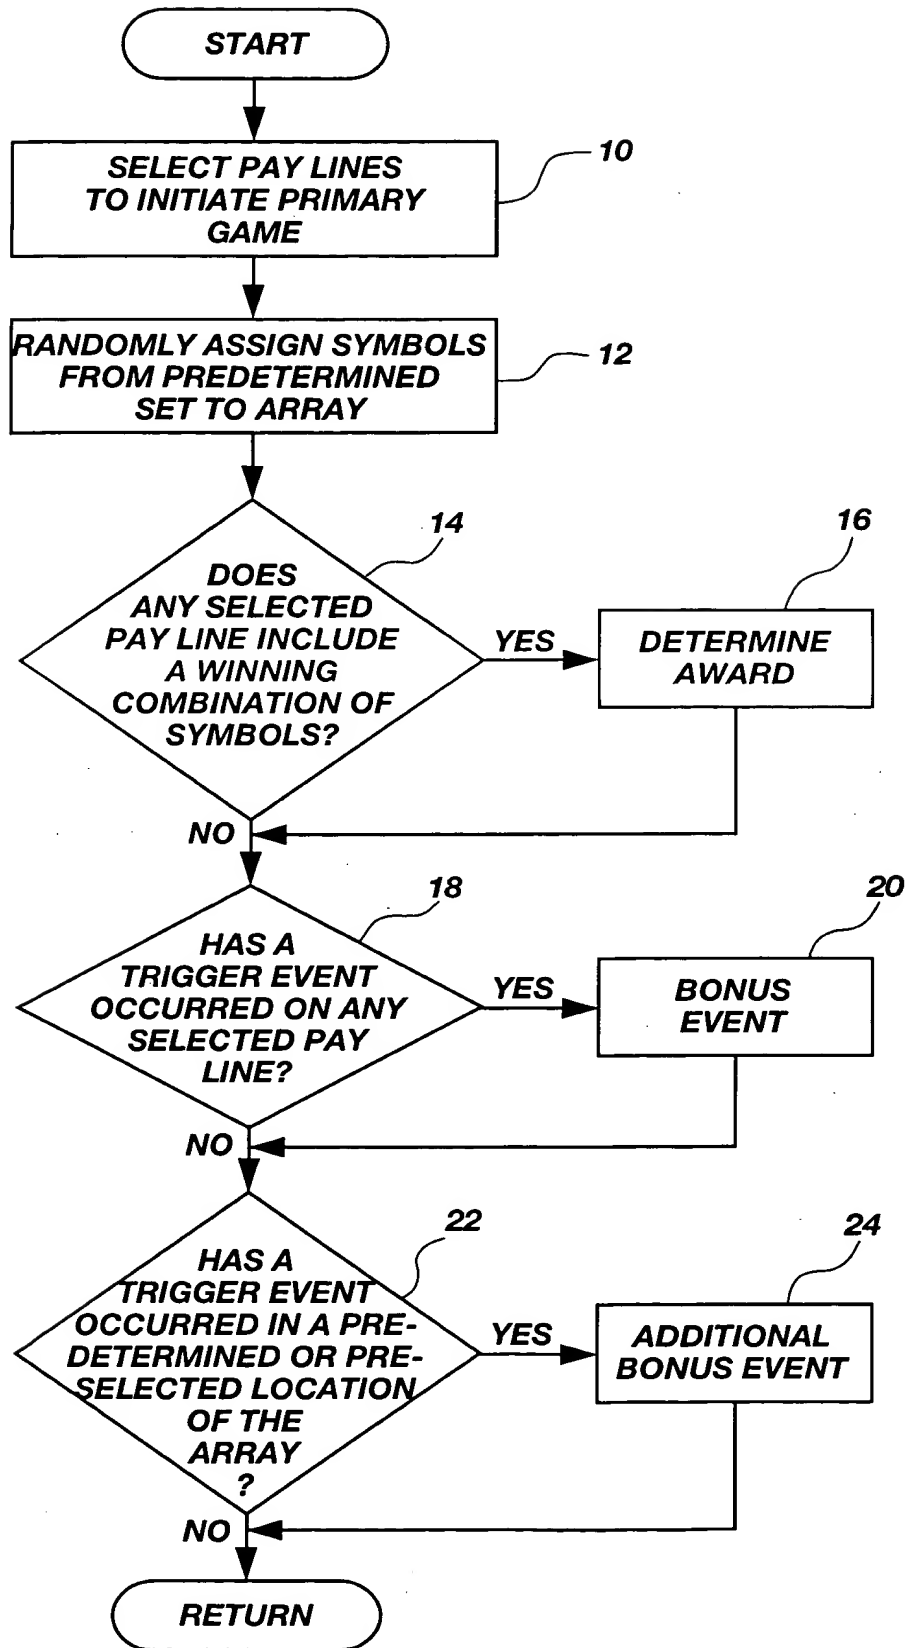 START
SELECT PAY LINES
TO INITIATE PRIMARY
GAME
10
RANDOMLY ASSIGN SYMBOLS
FROM PREDETERMINED
SET TO ARRAY
12
14
DOES
ANY SELECTED
PAY LINE INCLUDE
A WINNING
COMBINATION OF
SYMBOLS?
YES
16
DETERMINE
AWARD
NO
18
HAS A
TRIGGER EVENT
OCCURRED ON ANY
SELECTED PAY
LINE?
YES
20
BONUS
EVENT
NO
22
HAS A
TRIGGER EVENT
OCCURRED IN A PRE-
DETERMINED OR PRE-
SELECTED LOCATION
OF THE
ARRAY
?
YES
24
ADDITIONAL
BONUS EVENT
NO
RETURN